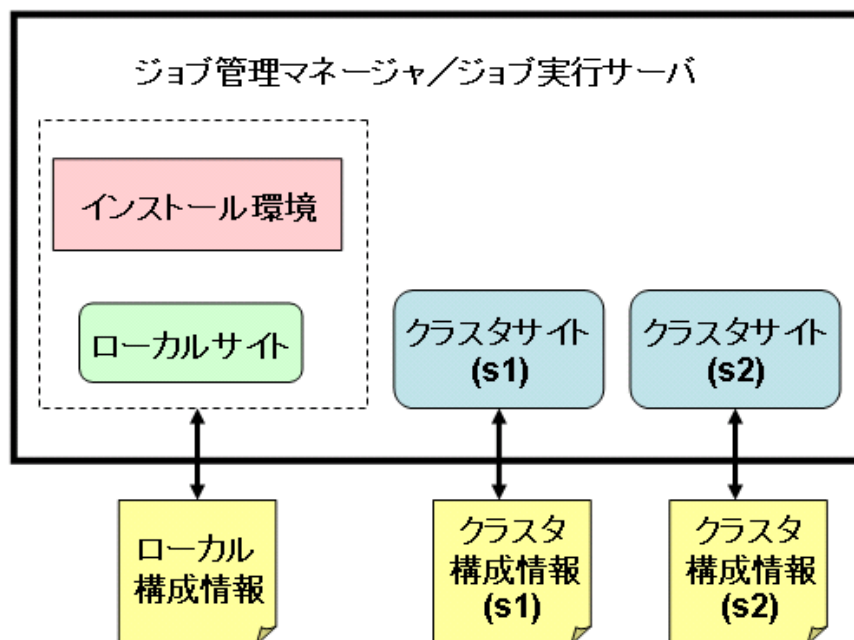 ジョブ管理マネージャ／ジョブ実行サーバ
インストール環境
ローカルサイト
クラスタサイト
(s1)
クラスタサイト
(s2)
ローカル
構成情報
クラスタ
構成情報
(s1)
クラスタ
構成情報
(s2)